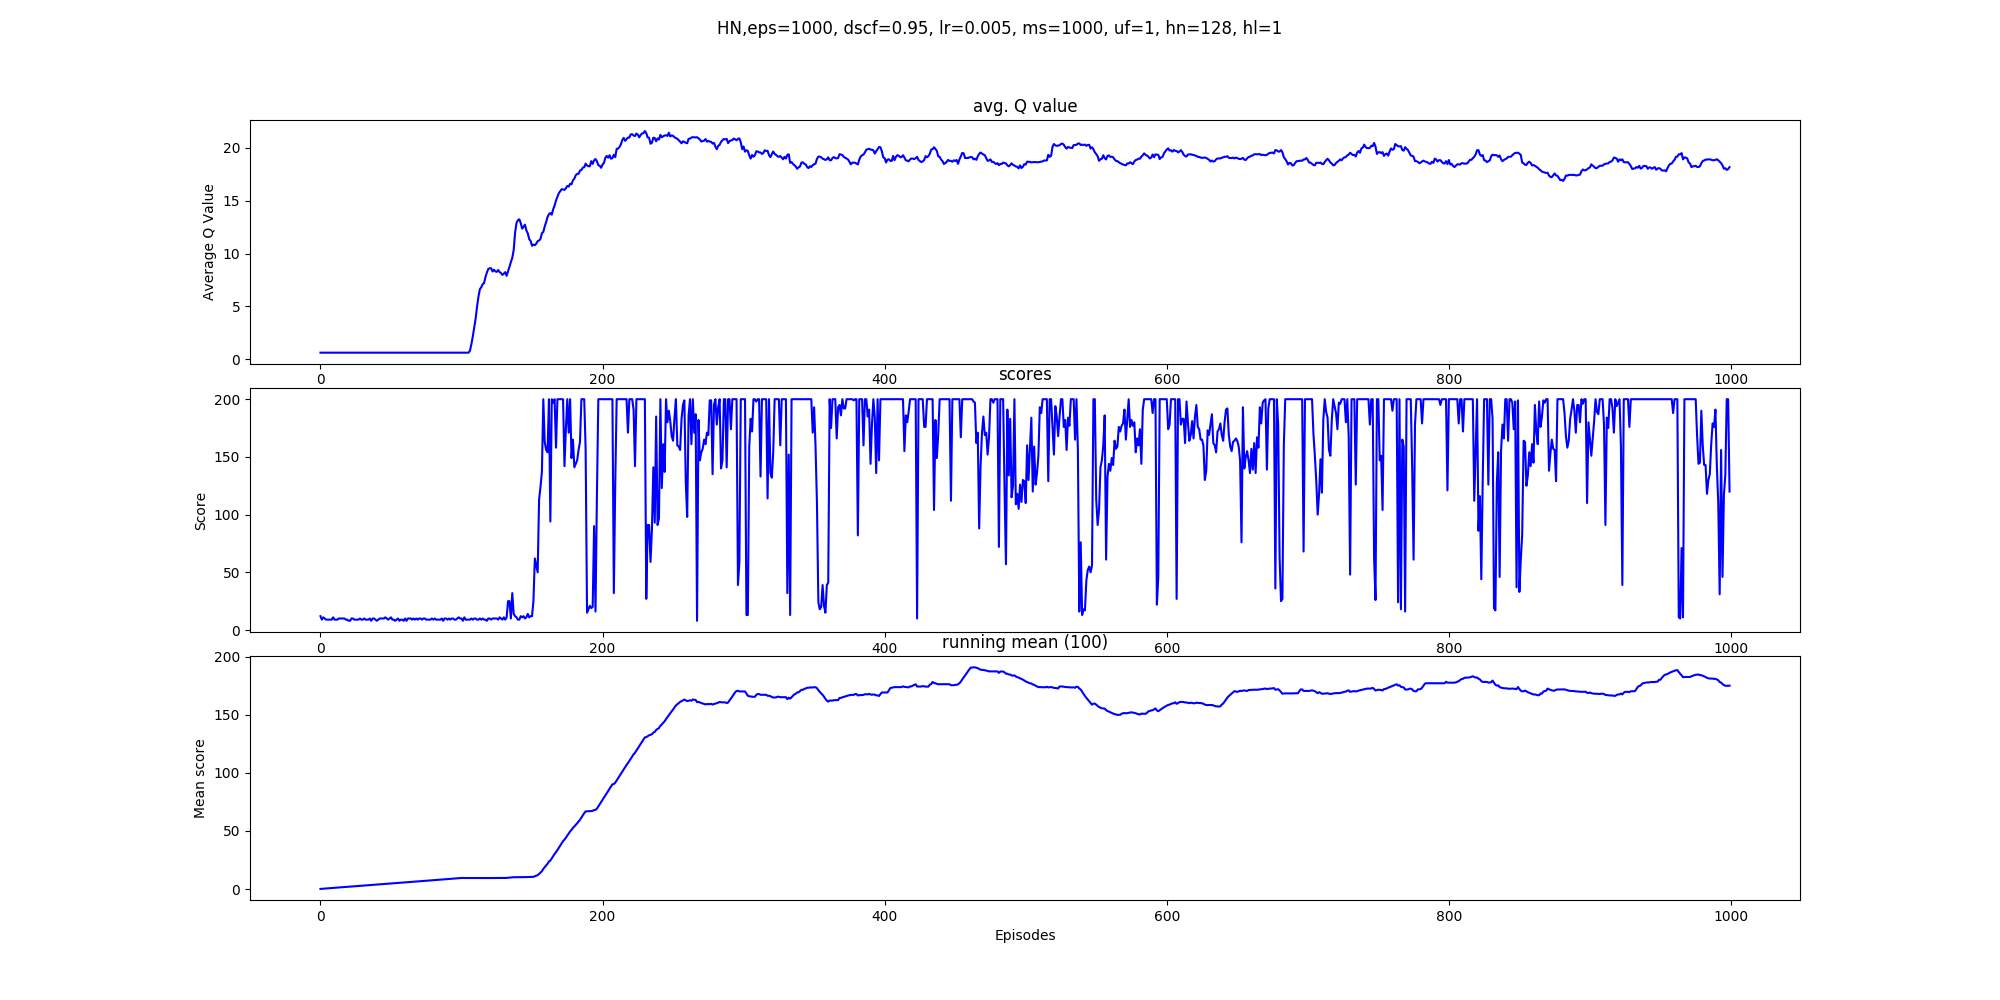 HN,eps=1000, dscf=0.95, lr=0.005, ms=1000, uf=1, hn=128, hl=1
avg. Q value
Average Q Value
20
15
10
5
0
0 200 400 600 800 1000
scores
Score
200
150
100
50
0
0 200 400 600 800 1000
running mean (100)
Mean score
200
150
100
50
0
0 200 400 600 800 1000
Episodes